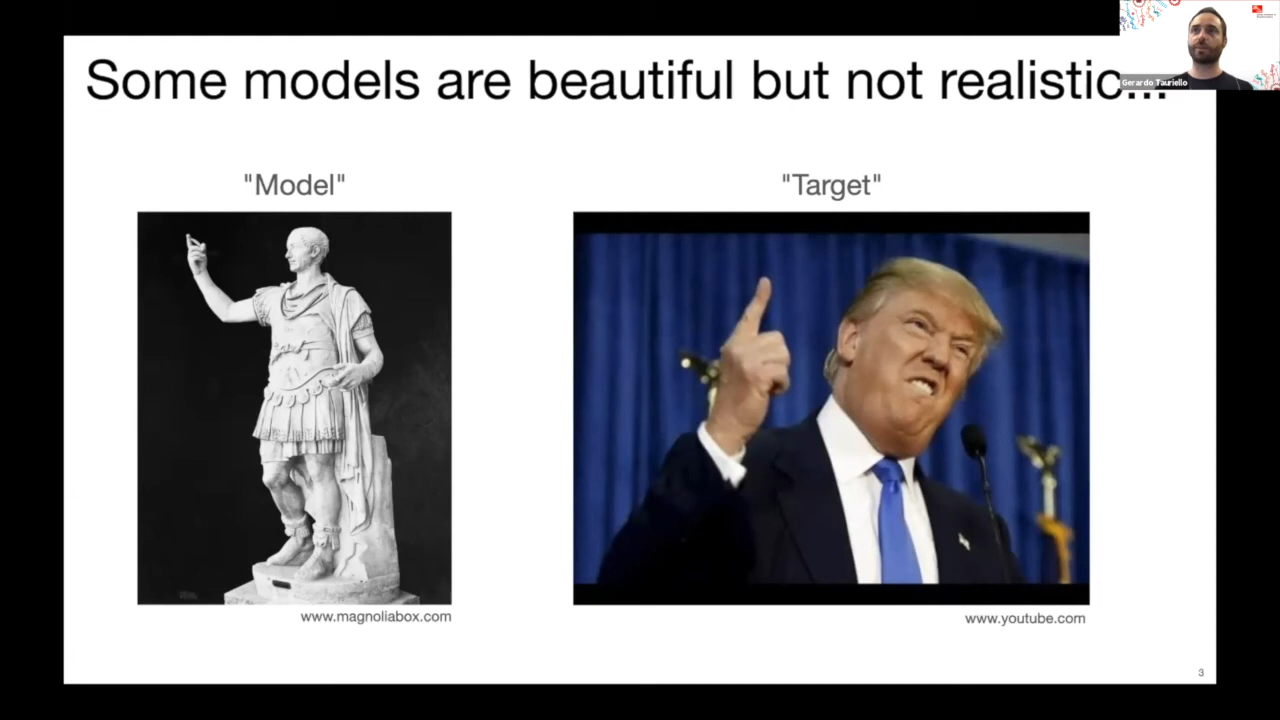 Some models are beautiful but not realistic...
Gerardo Tauriello
"Model"
"Target"
www.magnoliabox.com
www.youtube.com
3